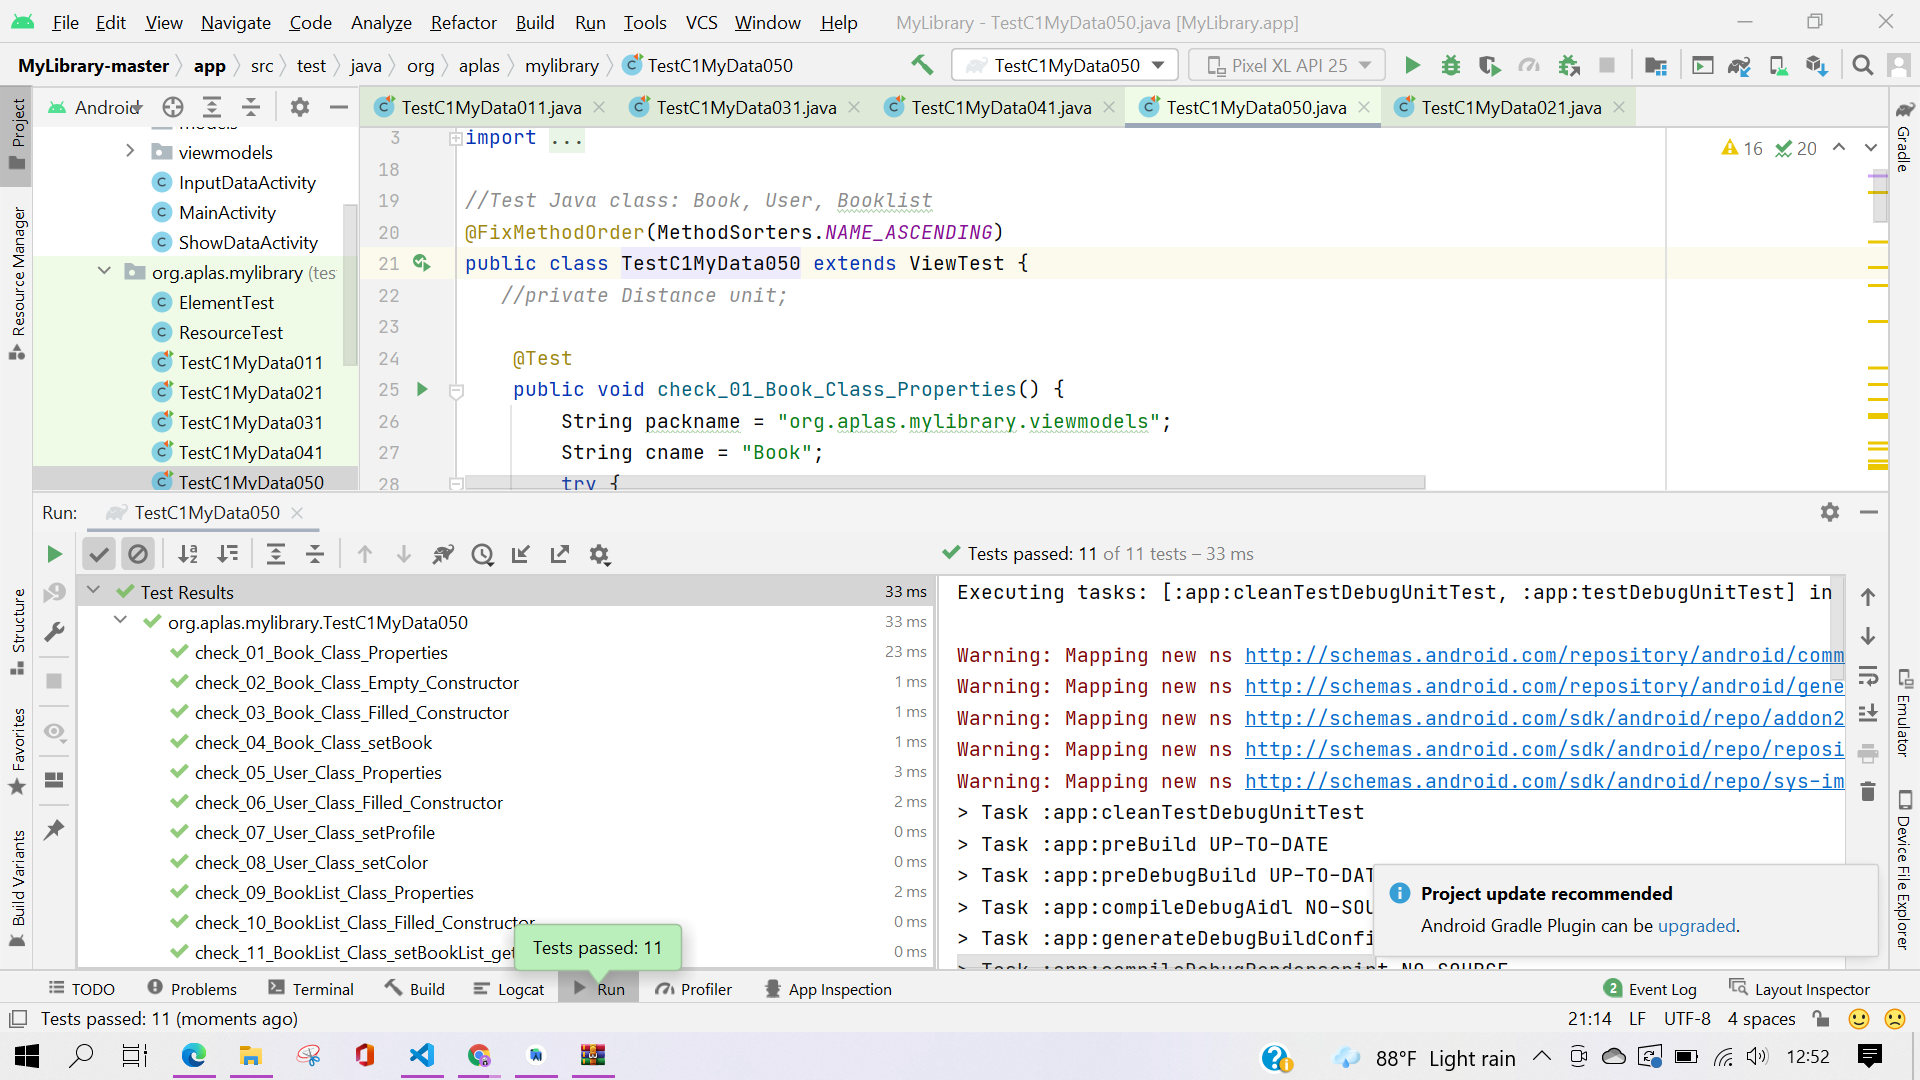 File Edit View Navigate Code Analyze Refactor Build Run Tools VCS Window Help MyLibrary - TestC1MyData050.java [MyLibrary.app]
MyLibrary-master app src test java org aplas mylibrary TestC1MyData050 TestC1MyData050 Pixel XL API 25
Android TestC1MyData011.java TestC1MyData031.java TestC1MyData041.java TestC1MyData050.java TestC1MyData021.java
Project
Resource Manager
Structure
Favorites
Build Variants
viewmodels
InputDataActivity
MainActivity
ShowDataActivity
org.aplas.mylibrary (test
ElementTest
ResourceTest
TestC1MyData011
TestC1MyData021
TestC1MyData031
TestC1MyData041
TestC1MyData050
3 import ...
18
19 //Test Java class: Book, User, Booklist
20 @FixMethodOrder(MethodSorters.NAME_ASCENDING)
21 public class TestC1MyData050 extends ViewTest {
22 //private Distance unit;
23
24 @Test
25 public void check_01_Book_Class_Properties() {
26 String packname = "org.aplas.mylibrary.viewmodels";
27 String cname = "Book";
28 try {
16 20
Gradle
Emulator
Device File Explorer
Run: TestC1MyData050
Tests passed: 11 of 11 tests – 33 ms
Test Results 33 ms
org.aplas.mylibrary.TestC1MyData050 33 ms
check_01_Book_Class_Properties 23 ms
check_02_Book_Class_Empty_Constructor 1 ms
check_03_Book_Class_Filled_Constructor 1 ms
check_04_Book_Class_setBook 1 ms
check_05_User_Class_Properties 3 ms
check_06_User_Class_Filled_Constructor 2 ms
check_07_User_Class_setProfile 0 ms
check_08_User_Class_setColor 0 ms
check_09_BookList_Class_Properties 2 ms
check_10_BookList_Class_Filled_Constructor 0 ms
check_11_BookList_Class_setBookList_get 0 ms
Tests passed: 11
Executing tasks: [:app:cleanTestDebugUnitTest, :app:testDebugUnitTest] in
Warning: Mapping new ns http://schemas.android.com/repository/android/comm
Warning: Mapping new ns http://schemas.android.com/repository/android/gene
Warning: Mapping new ns http://schemas.android.com/sdk/android/repo/addon2
Warning: Mapping new ns http://schemas.android.com/sdk/android/repo/reposi
Warning: Mapping new ns http://schemas.android.com/sdk/android/repo/sys-im
> Task :app:cleanTestDebugUnitTest
> Task :app:preBuild UP-TO-DATE
> Task :app:preDebugBuild UP-TO-DAT
> Task :app:compileDebugAidl NO-SOU
> Task :app:generateDebugBuildConfi
> Task :app:compileDebugRenderscript NO-SOURCE
Project update recommended
Android Gradle Plugin can be upgraded.
TODO Problems Terminal Build Logcat Run Profiler App Inspection 2 Event Log Layout Inspector
Tests passed: 11 (moments ago) 21:14 LF UTF-8 4 spaces
88°F Light rain 12:52